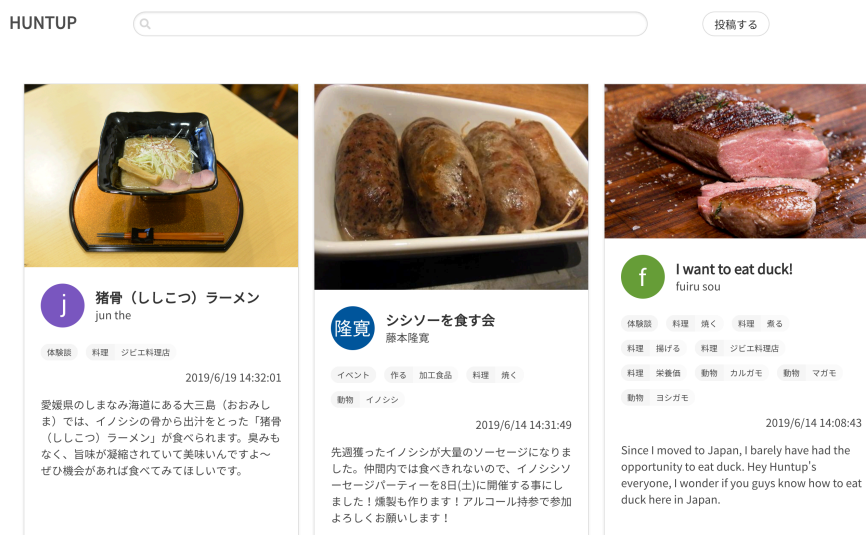 HUNTUP
投稿する
j
猪骨（ししこつ）ラーメン
jun the
体験談 料理 ジビエ料理店
2019/6/19 14:32:01
愛媛県のしまなみ海道にある大三島（おおみし
ま）では、イノシシの骨から出汁をとった「猪骨
（ししこつ）ラーメン」が食べられます。臭みも
なく、旨味が凝縮されていて美味いんですよ〜
ぜひ機会があれば食べてみてほしいです。
隆寛
シシソーを食す会
藤本隆寛
イベント 作る 加工食品 料理 焼く
動物 イノシシ
2019/6/14 14:31:49
先週獲ったイノシシが大量のソーセージになりま
した。仲間内では食べきれないので、イノシシソ
ーセージパーティーを8日(土)に開催する事にし
ました！燻製も作ります！アルコール持参で参加
よろしくお願いします！
f
I want to eat duck!
fuiru sou
体験談 料理 焼く 料理 煮る
料理 揚げる 料理 ジビエ料理店
料理 栄養価 動物 カルガモ 動物 マガモ
動物 ヨシガモ
2019/6/14 14:08:43
Since I moved to Japan, I barely have had the
opportunity to eat duck. Hey Huntup's
everyone, I wonder if you guys know how to eat
duck here in Japan.